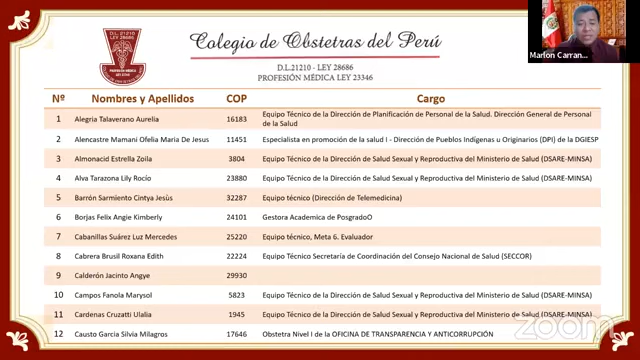 D.L. 21210
LEY 28686
Colegio de Obstetras del Perú
D.L.21210 - LEY 28686
PROFESIÓN MÉDICA LEY 23346
Marlon Carran...
Nº Nombres y Apellidos COP Cargo
1 Alegria Talaverano Aurelia 16183 Equipo Técnico de la Dirección de Planificación de Personal de la Salud. Dirección General de Personal
de la Salud
2 Alencastre Mamani Ofelia Maria De Jesus 11451 Especialista en promoción de la salud I - Dirección de Pueblos Indígenas u Originarios (DPI) de la DGIESP
3 Almonacid Estrella Zoila 3804 Equipo Técnico de la Dirección de Salud Sexual y Reproductiva del Ministerio de Salud (DSARE-MINSA)
4 Alva Tarazona Lily Rocío 23880 Equipo Técnico de la Dirección de Salud Sexual y Reproductiva del Ministerio de Salud (DSARE-MINSA)
5 Barrón Sarmiento Cintya Jesùs 32287 Equipo técnico (Dirección de Telemedicina)
6 Borjas Felix Angie Kimberly 24101 Gestora Academica de PosgradoO
7 Cabanillas Suárez Luz Mercedes 25220 Equipo técnico, Meta 6. Evaluador
8 Cabrera Brusil Roxana Edith 22224 Equipo Técnico Secretaría de Coordinación del Consejo Nacional de Salud (SECCOR)
9 Calderón Jacinto Angye 29930
10 Campos Fanola Marysol 5823 Equipo Técnico de la Dirección de Salud Sexual y Reproductiva del Ministerio de Salud (DSARE-MINSA)
11 Cardenas Cruzatti Ulalia 1945 Equipo Técnico de la Dirección de Salud Sexual y Reproductiva del Ministerio de Salud (DSARE-MINSA)
12 Causto Garcia Silvia Milagros 17646 Obstetra Nivel I de la OFICINA DE TRANSPARENCIA Y ANTICORRUPCIÓN
zoom